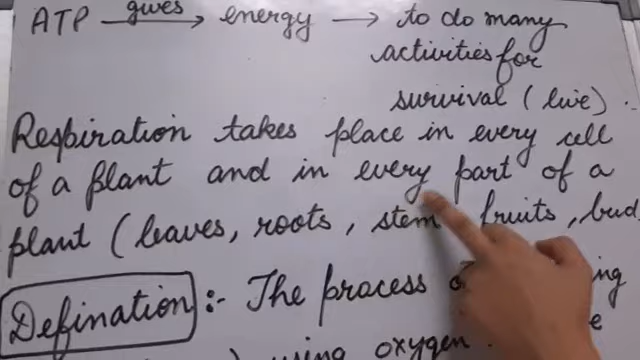 ATP gives → energy → to do many
activities for
survival (live).
Respiration takes place in every cell
of a plant and in every part of a
plant (leaves, roots, stem fruits, bud
Defination :- The process
using oxygen.